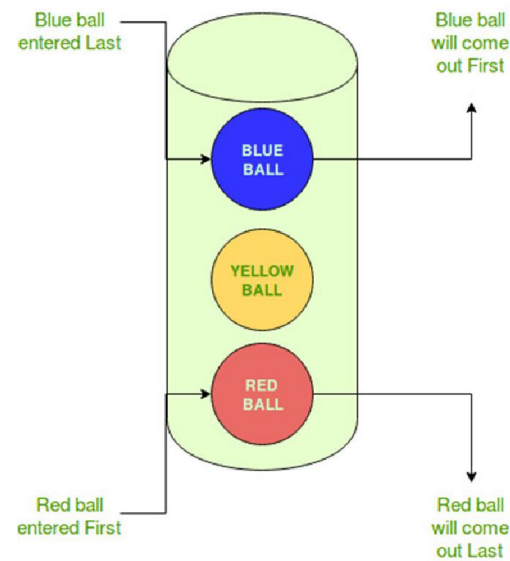 Blue ball
entered Last
Blue ball
will come
out First
BLUE
BALL
YELLOW
BALL
RED
BALL
Red ball
entered First
Red ball
will come
out Last